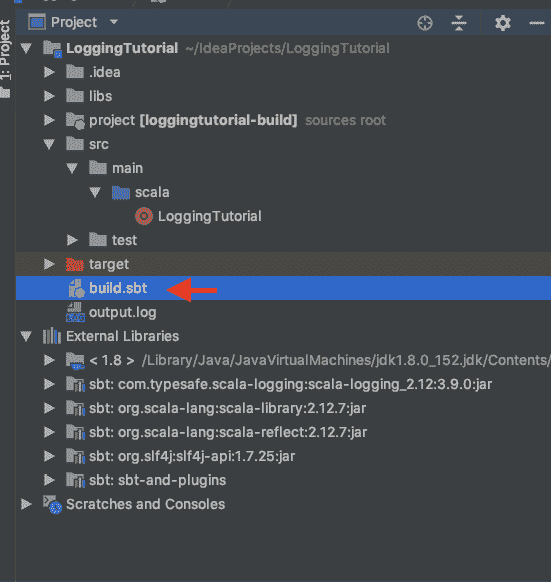 Project
1: Project
LoggingTutorial ~/IdeaProjects/LoggingTutorial
.idea
libs
project [loggingtutorial-build] sources root
src
main
scala
LoggingTutorial
test
target
build.sbt
output.log
External Libraries
< 1.8 > /Library/Java/JavaVirtualMachines/jdk1.8.0_152.jdk/Contents/
sbt: com.typesafe.scala-logging:scala-logging_2.12:3.9.0:jar
sbt: org.scala-lang:scala-library:2.12.7:jar
sbt: org.scala-lang:scala-reflect:2.12.7:jar
sbt: org.slf4j:slf4j-api:1.7.25:jar
sbt: sbt-and-plugins
Scratches and Consoles